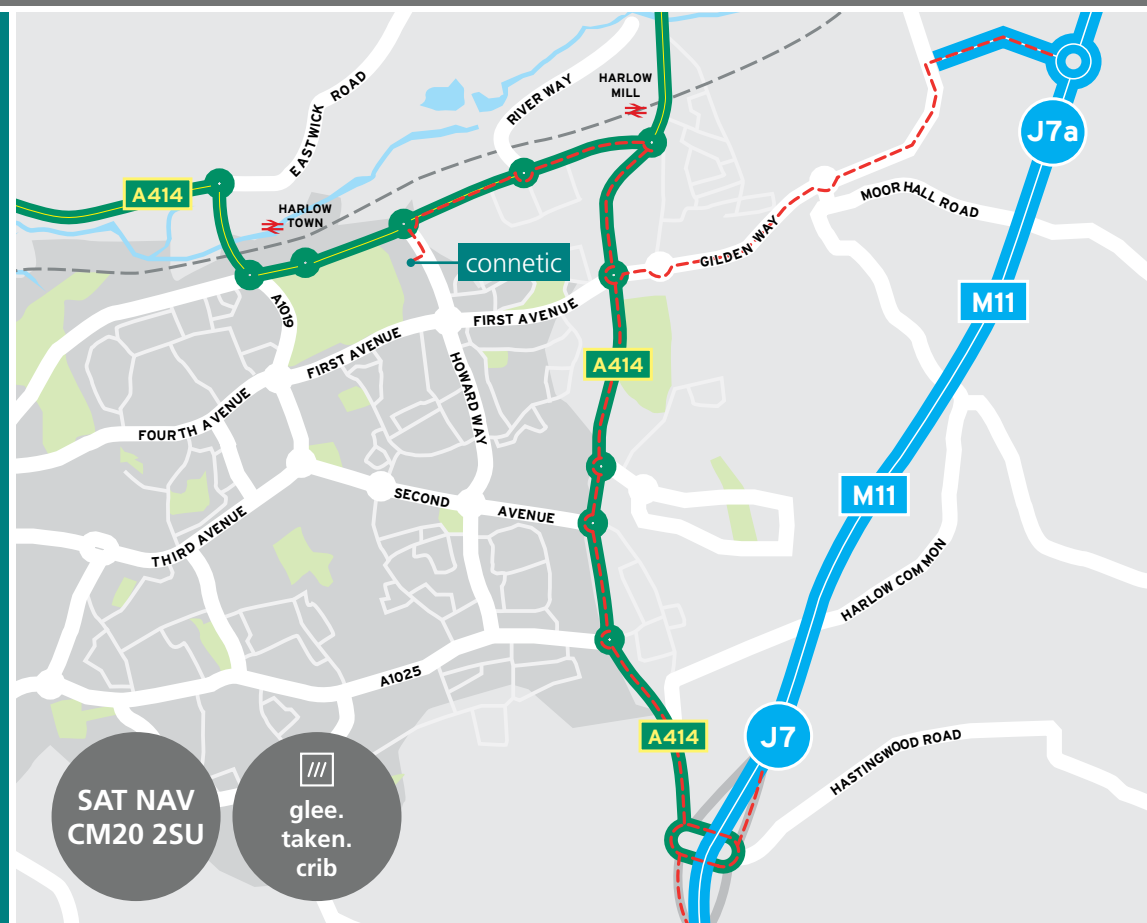 EASTWICK ROAD
RIVER WAY
HARLOW
MILL
J7a
A414
HARLOW
TOWN
MOOR HALL ROAD
connetic
GILDEN WAY
A1019
FIRST AVENUE
M11
FIRST AVENUE
A414
HOWARD WAY
FOURTH AVENUE
SECOND AVENUE
M11
THIRD AVENUE
HARLOW COMMON
A1025
A414
J7
HASTINGWOOD ROAD
SAT NAV
CM20 2SU
///
glee.
taken.
crib